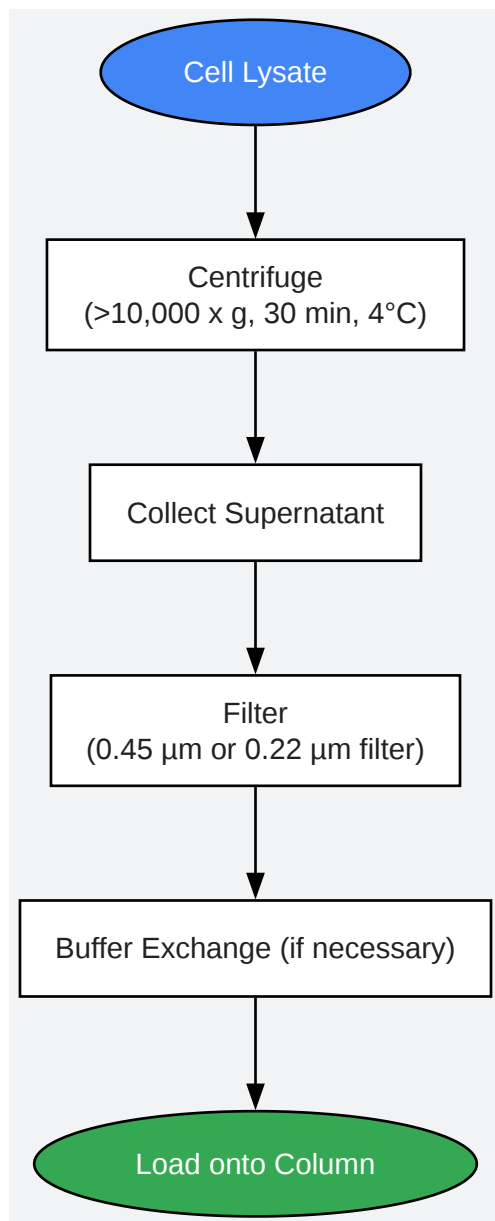 Cell Lysate
Centrifuge
(>10,000 x g, 30 min, 4°C)
Collect Supernatant
Filter
(0.45 µm or 0.22 µm filter)
Buffer Exchange (if necessary)
Load onto Column